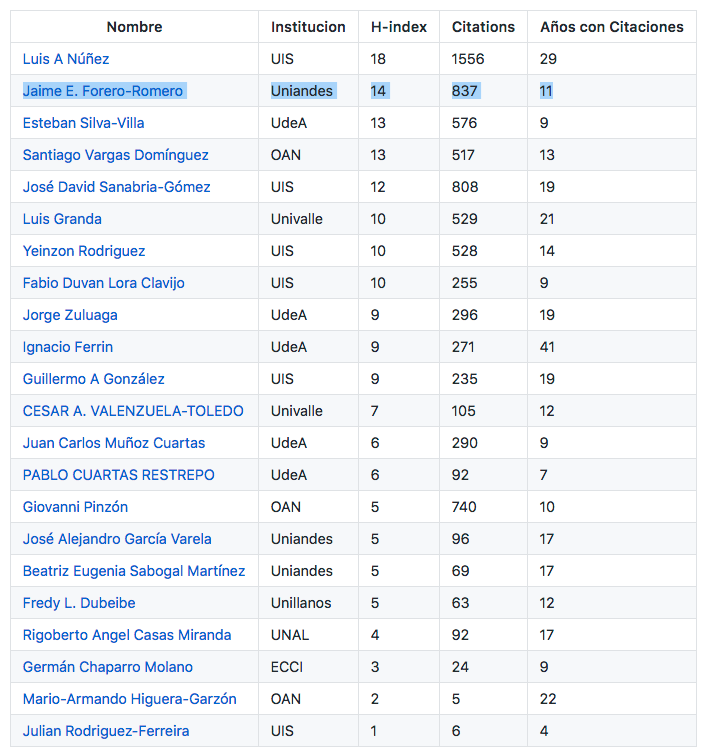 Nombre Institucion H-index Citations Años con Citaciones
Luis A Núñez UIS 18 1556 29
Jaime E. Forero-Romero Uniandes 14 837 11
Esteban Silva-Villa UdeA 13 576 9
Santiago Vargas Domínguez OAN 13 517 13
José David Sanabria-Gómez UIS 12 808 19
Luis Granda Univalle 10 529 21
Yeinzon Rodriguez UIS 10 528 14
Fabio Duvan Lora Clavijo UIS 10 255 9
Jorge Zuluaga UdeA 9 296 19
Ignacio Ferrin UdeA 9 271 41
Guillermo A González UIS 9 235 19
CESAR A. VALENZUELA-TOLEDO Univalle 7 105 12
Juan Carlos Muñoz Cuartas UdeA 6 290 9
PABLO CUARTAS RESTREPO UdeA 6 92 7
Giovanni Pinzón OAN 5 740 10
José Alejandro García Varela Uniandes 5 96 17
Beatriz Eugenia Sabogal Martínez Uniandes 5 69 17
Fredy L. Dubeibe Unillanos 5 63 12
Rigoberto Angel Casas Miranda UNAL 4 92 17
Germán Chaparro Molano ECCI 3 24 9
Mario-Armando Higuera-Garzón OAN 2 5 22
Julian Rodriguez-Ferreira UIS 1 6 4